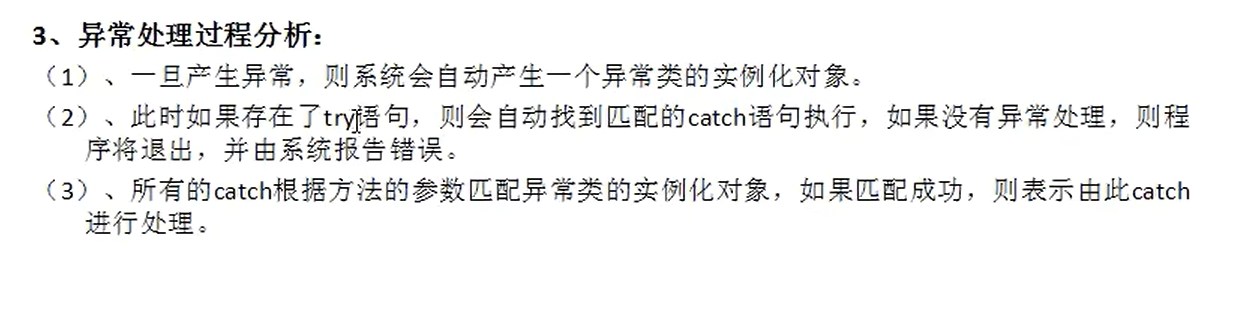 3、异常处理过程分析：
（1）、一旦产生异常，则系统会自动产生一个异常类的实例化对象。
（2）、此时如果存在了try语句，则会自动找到匹配的catch语句执行，如果没有异常处理，则程
序将退出，并由系统报告错误。
（3）、所有的catch根据方法的参数匹配异常类的实例化对象，如果匹配成功，则表示由此catch
进行处理。